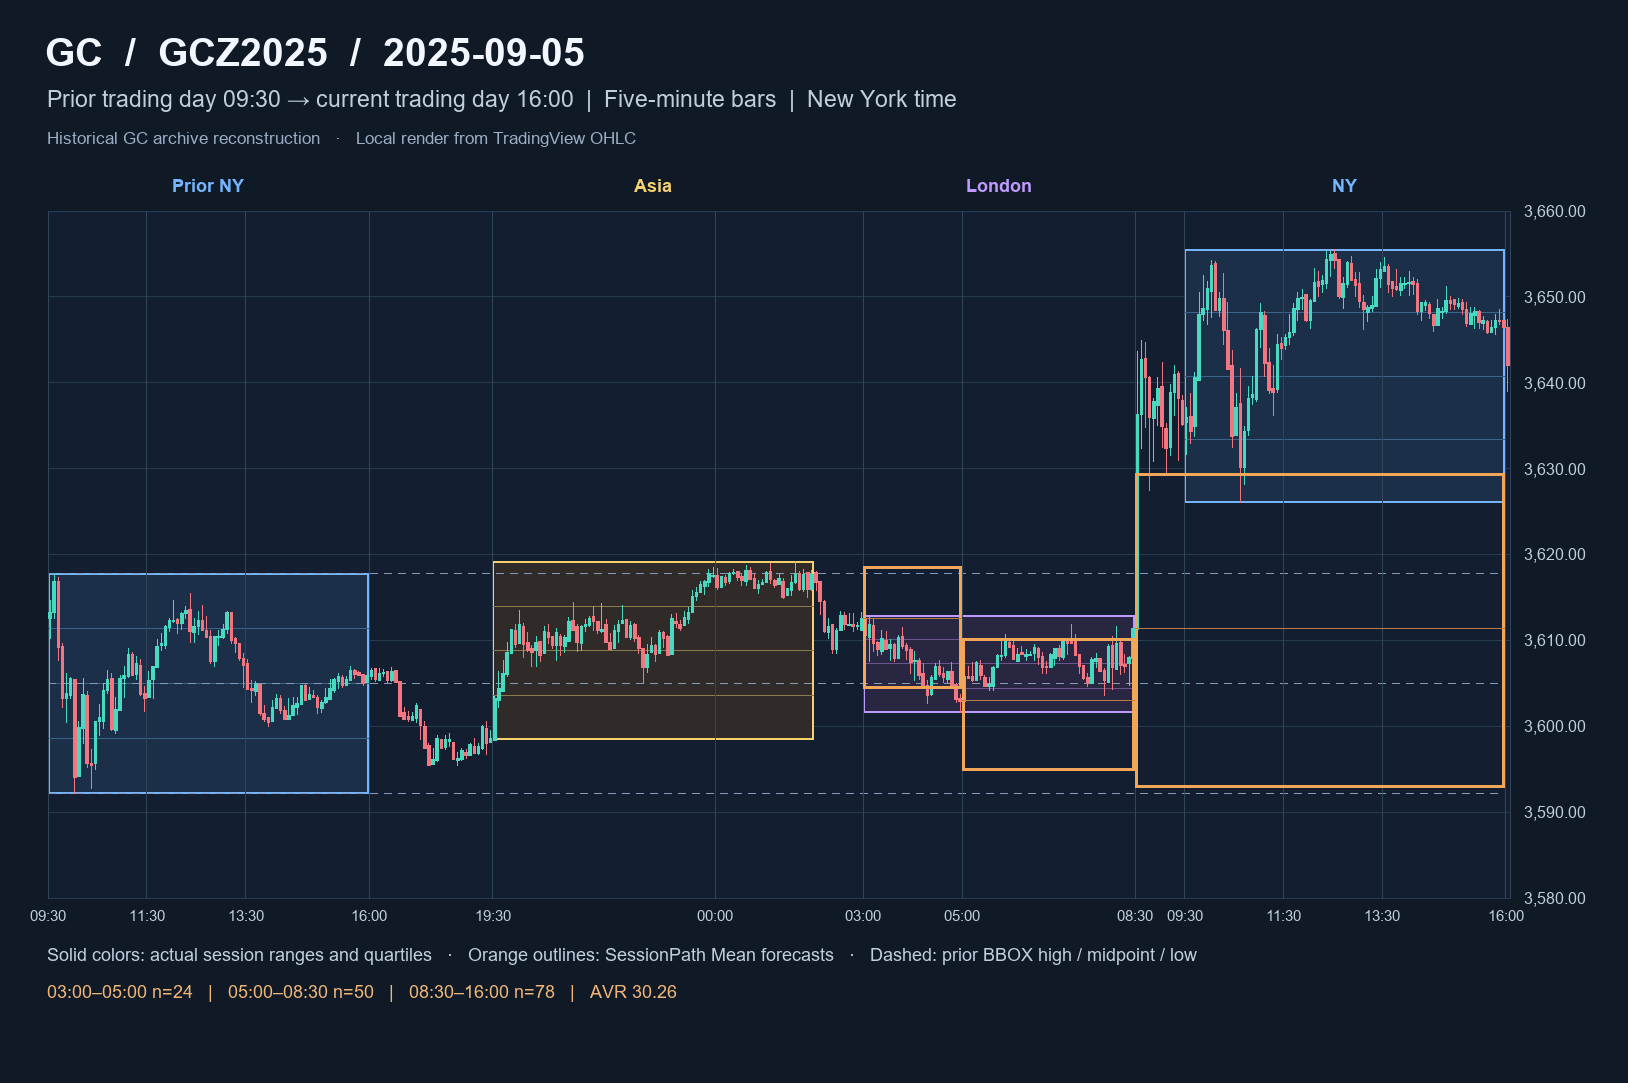 GC / GCZ2025 / 2025-09-05
Prior trading day 09:30 → current trading day 16:00 | Five-minute bars | New York time
Historical GC archive reconstruction · Local render from TradingView OHLC
Prior NY Asia London NY
3,660.00
3,650.00
3,640.00
3,630.00
3,620.00
3,610.00
3,600.00
3,590.00
3,580.00
09:30 11:30 13:30 16:00 19:30 00:00 03:00 05:00 08:30 09:30 11:30 13:30 16:00
Solid colors: actual session ranges and quartiles · Orange outlines: SessionPath Mean forecasts · Dashed: prior BBOX high / midpoint / low
03:00–05:00 n=24 | 05:00–08:30 n=50 | 08:30–16:00 n=78 | AVR 30.26